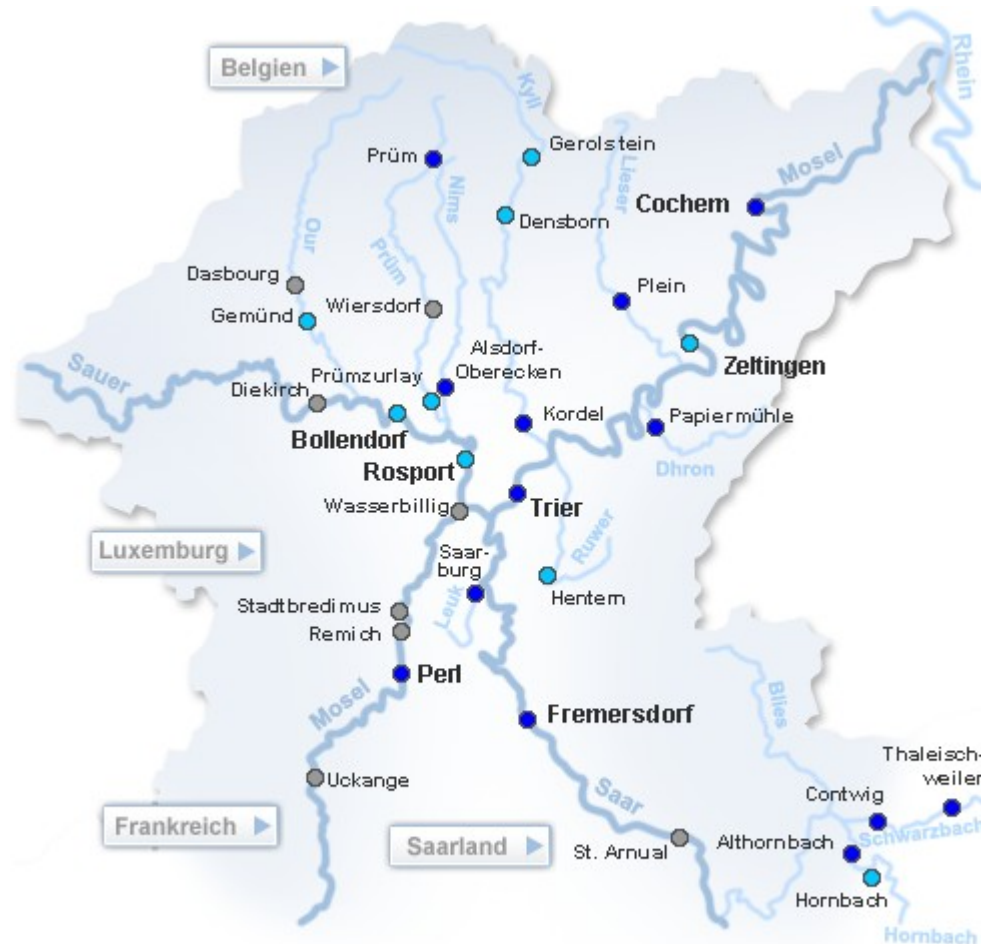 Belgien
Rhein
Kyll
Gerolstein
Mosel
Prüm
Nims
Lieser
Cochem
Densborn
Our
Prüm
Dasbourg
Plein
Wiersdorf
Gemünd
Alsdorf-
Oberecken
Zeltingen
Sauer
Prümzurlay
Diekirch
Kordel
Papiermühle
Bollendorf
Rosport
Dhron
Trier
Wasserbillig
Luxemburg
Ruwer
Saar-
burg
Hentern
Leuk
Stadtbredimus
Remich
Perl
Mosel
Blies
Fremersdorf
Thaleisch-
weiler
Uckange
Saar
Contwig
Frankreich
Schwarzbach
Saarland
St. Arnual
Althornbach
Hornbach
Hornbach